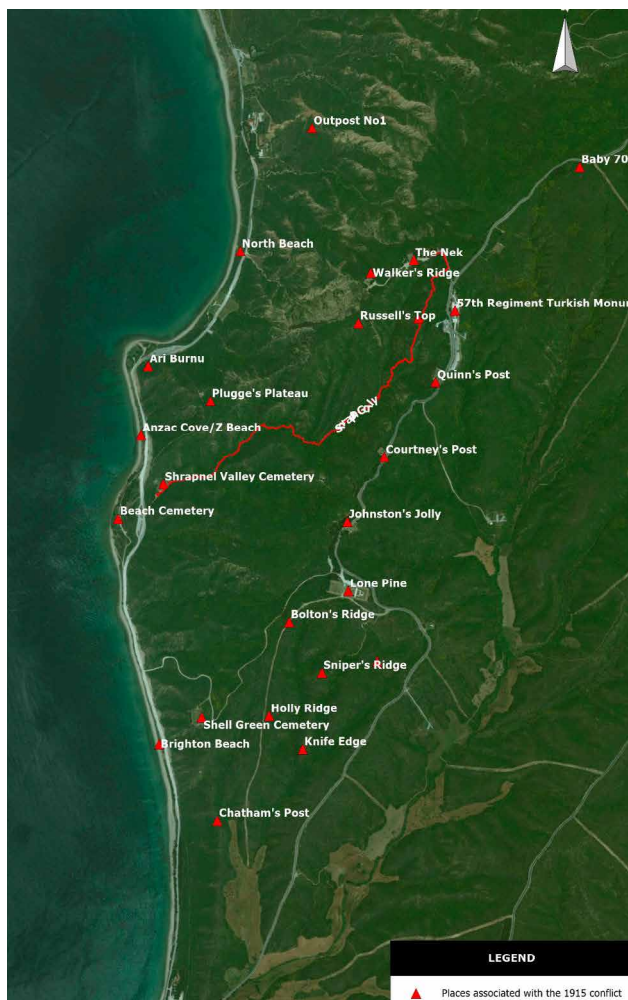 Outpost No1
Baby 70
North Beach
The Nek
Walker's Ridge
57th Regiment Turkish Monu
Russell's Top
Ari Burnu
Quinn's Post
Plugge's Plateau
Anzac Cove/Z Beach
Courtney's Post
Shrapnel Valley Cemetery
Beach Cemetery
Johnston's Jolly
Lone Pine
Bolton's Ridge
Sniper's Ridge
Holly Ridge
Shell Green Cemetery
Brighton Beach
Knife Edge
Chatham's Post
LEGEND
Places associated with the 1915 conflict